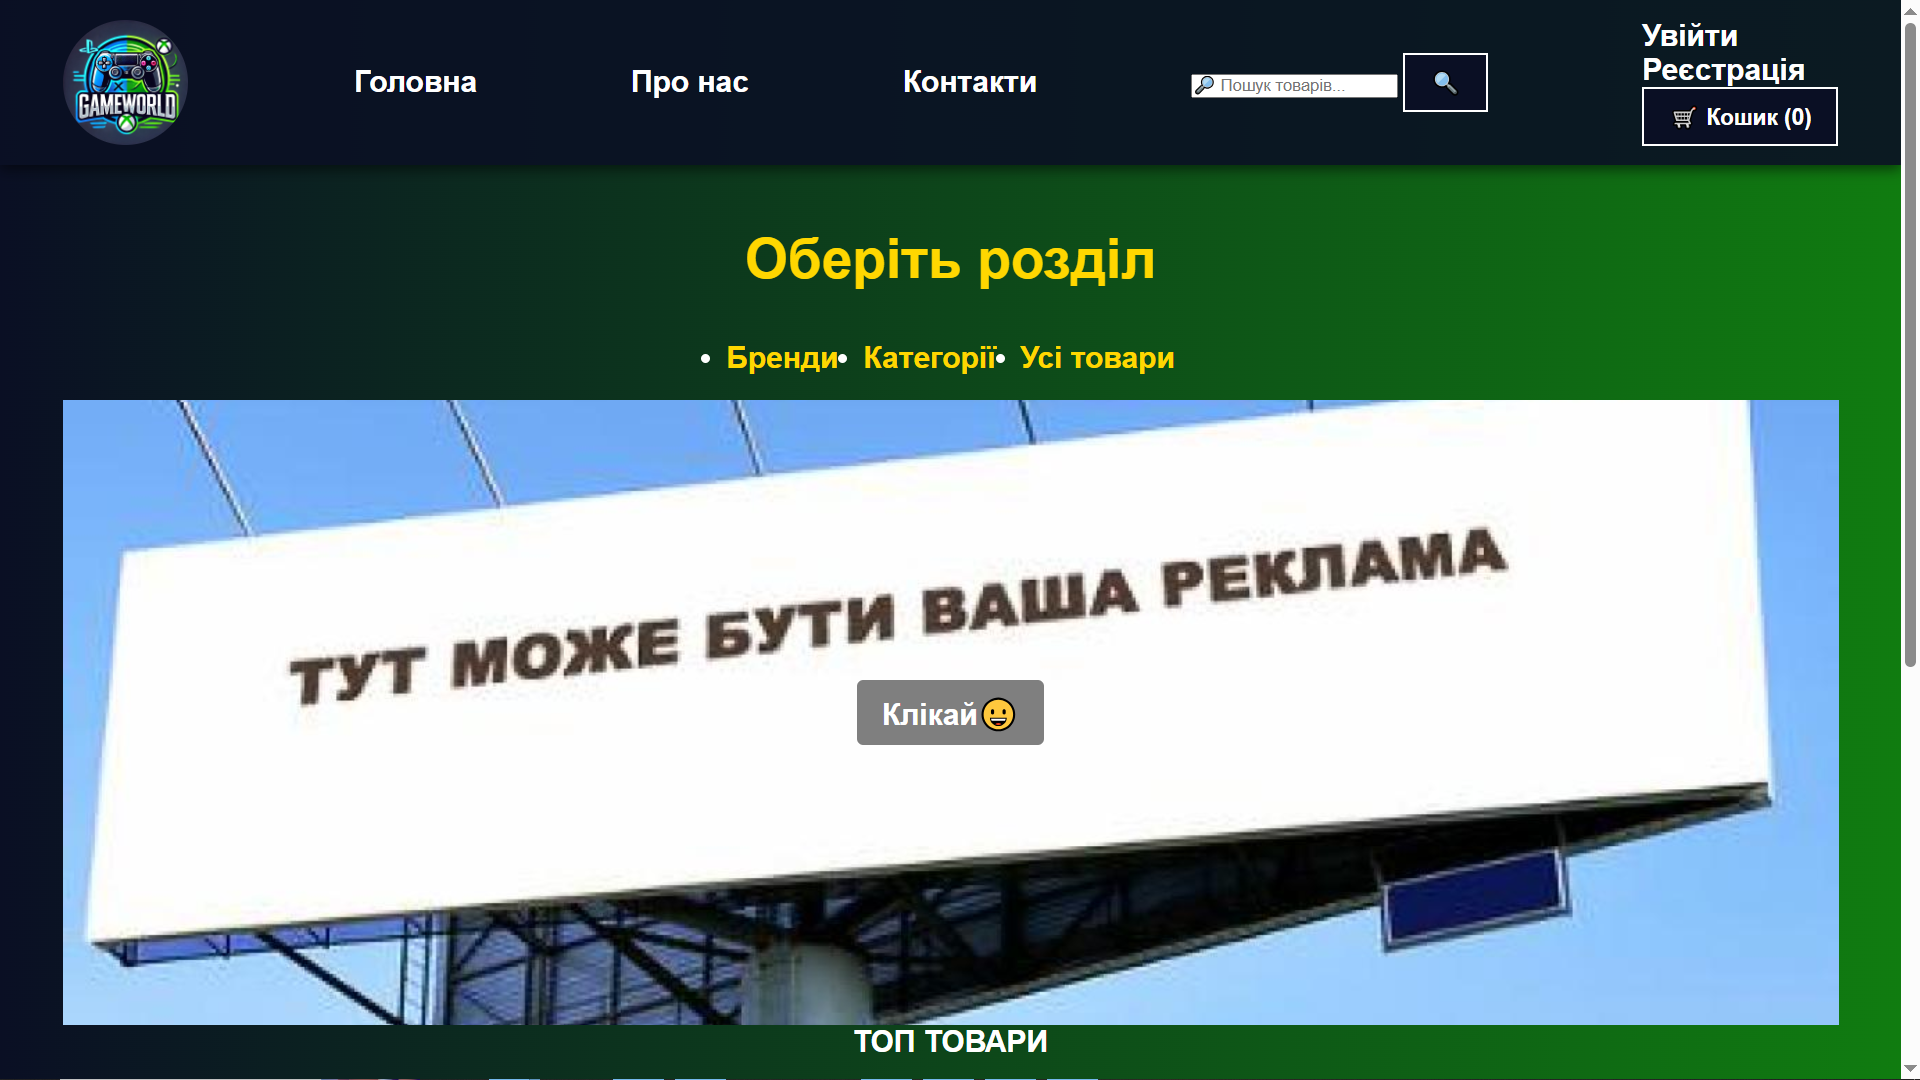 GAMEWORLD
Головна
Про нас
Контакти
🔎 Пошук товарів...
🔍
Увійти
Реєстрація
🛒 Кошик (0)
Оберіть розділ
• Бренди • Категорії • Усі товари
ТУТ МОЖЕ БУТИ ВАША РЕКЛАМА
Клікай😀
ТОП ТОВАРИ